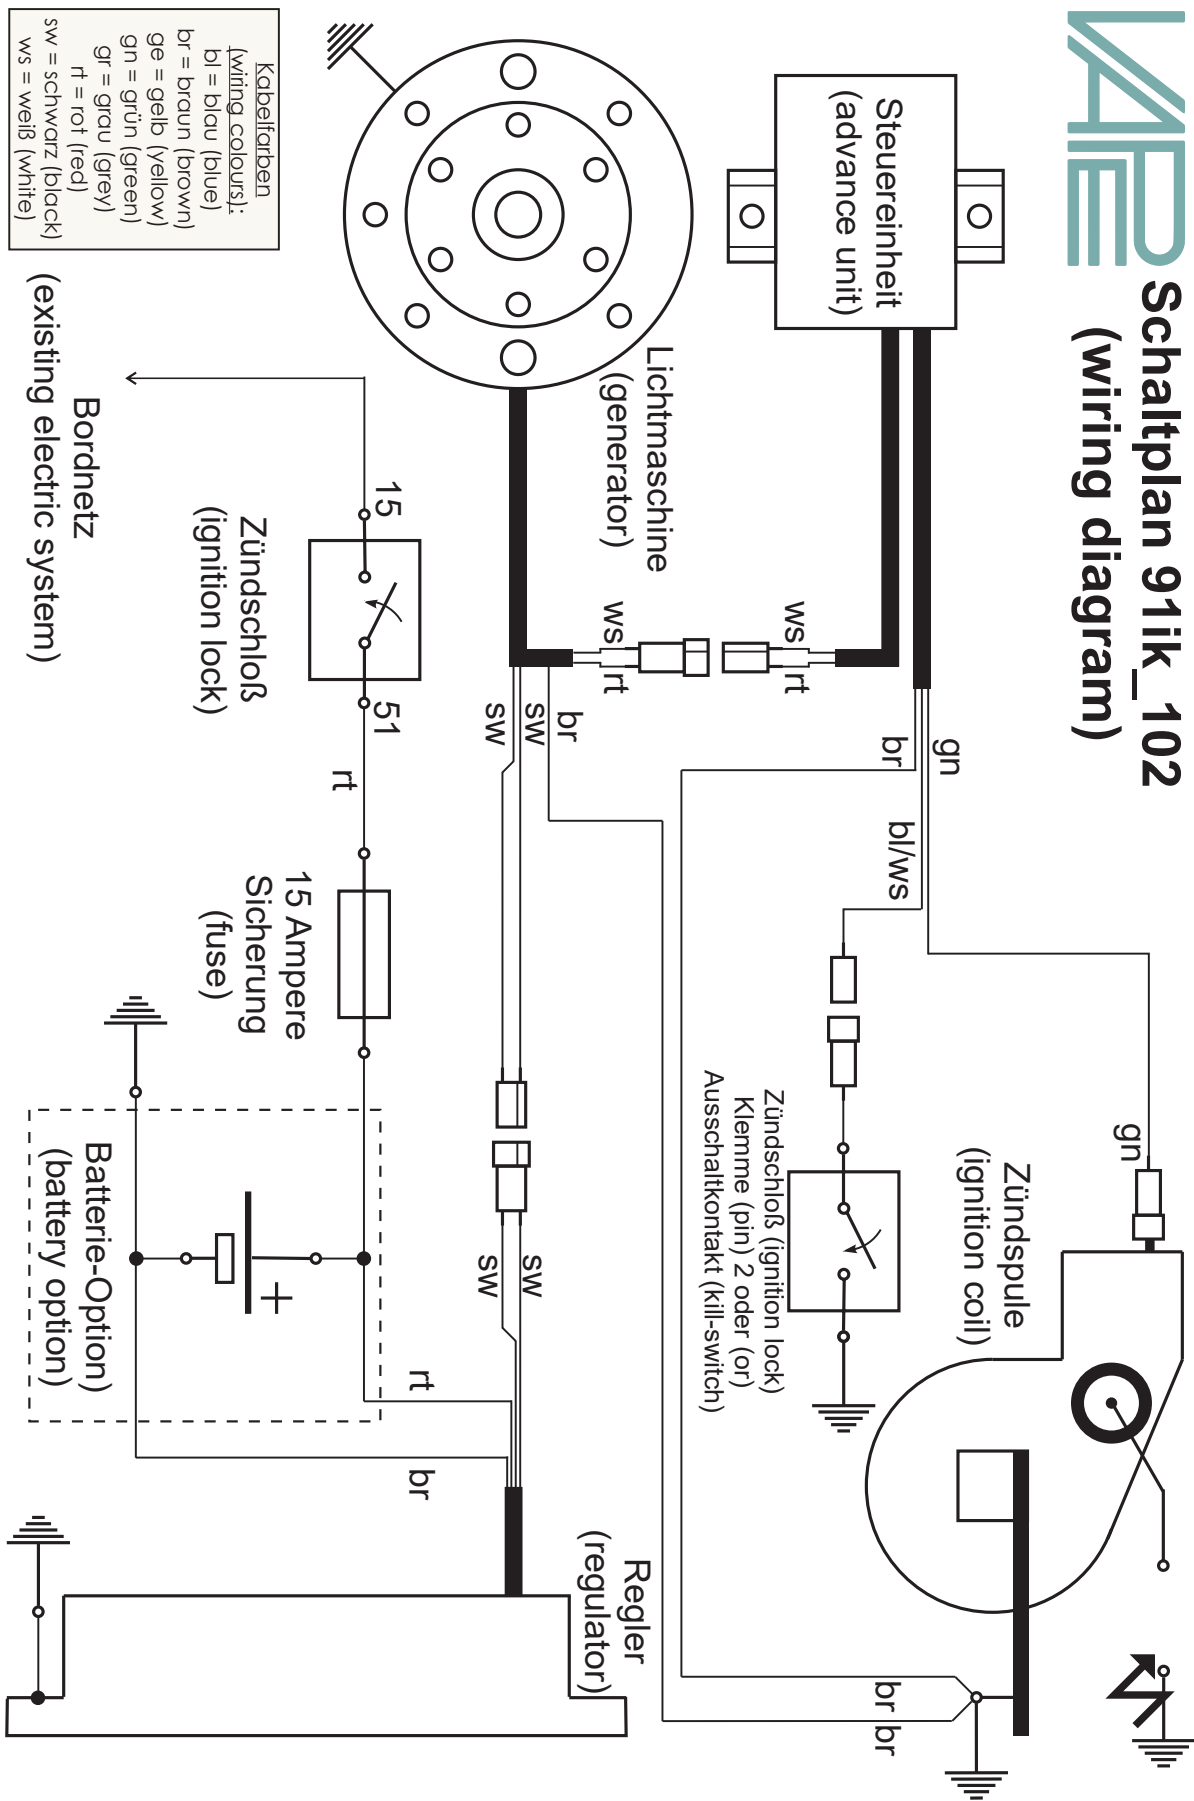 VAPE
Schaltplan 91ik_102
(wiring diagram)
Steuereinheit
(advance unit)
ws
rt
ws
rt
gn
br
bl/ws
gn
Zündspule
(ignition coil)
Zündschloß (ignition lock)
Klemme (pin) 2 oder (or)
Ausschaltkontakt (kill-switch)
br
br
Lichtmaschine
(generator)
br
sw
sw
sw
sw
Regler
(regulator)
rt
br
15
51
Zündschloß
(ignition lock)
rt
15 Ampere
Sicherung
(fuse)
+
Batterie-Option)
(battery option)
Bordnetz
(existing electric system)
Kabelfarben
(wiring colours):
bl = blau (blue)
br = braun (brown)
ge = gelb (yellow)
gn = grün (green)
gr = grau (grey)
rt = rot (red)
sw = schwarz (black)
ws = weiß (white)